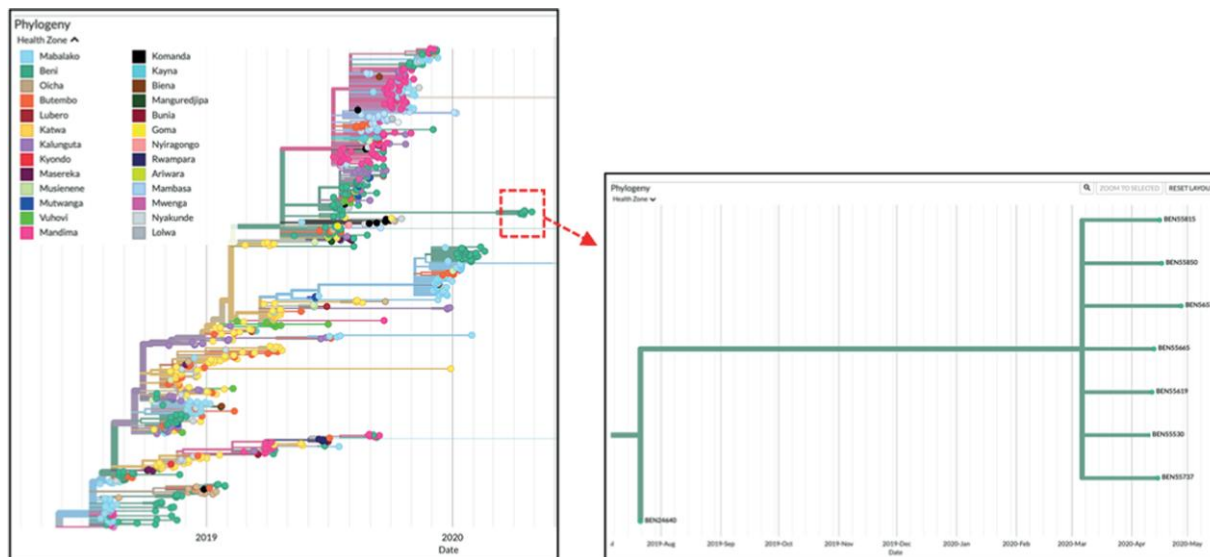 Phylogeny
Health Zone
Mabalako
Beni
Oicha
Butembo
Lubero
Katwa
Kalunguta
Kyondo
Masereka
Musienene
Mutwanga
Vuhovi
Mandima
Komanda
Kayna
Biena
Manguredjipa
Bunia
Goma
Nyiragongo
Rwampara
Ariwara
Mambasa
Mwenga
Nyakunde
Lolwa
2019
2020
Date
Phylogeny
ZOOM TO SELECTED
RESET LAYOU
Health Zone
BEN55815
BEN55850
BEN565
BEN55665
BEN55619
BEN55530
BEN55737
BEN24640
2019-Aug
2019-Sep
2019-Oct
2019-Nov
2019-Dec
2020-Jan
2020-Feb
2020-Mar
2020-Apr
2020-May
Date